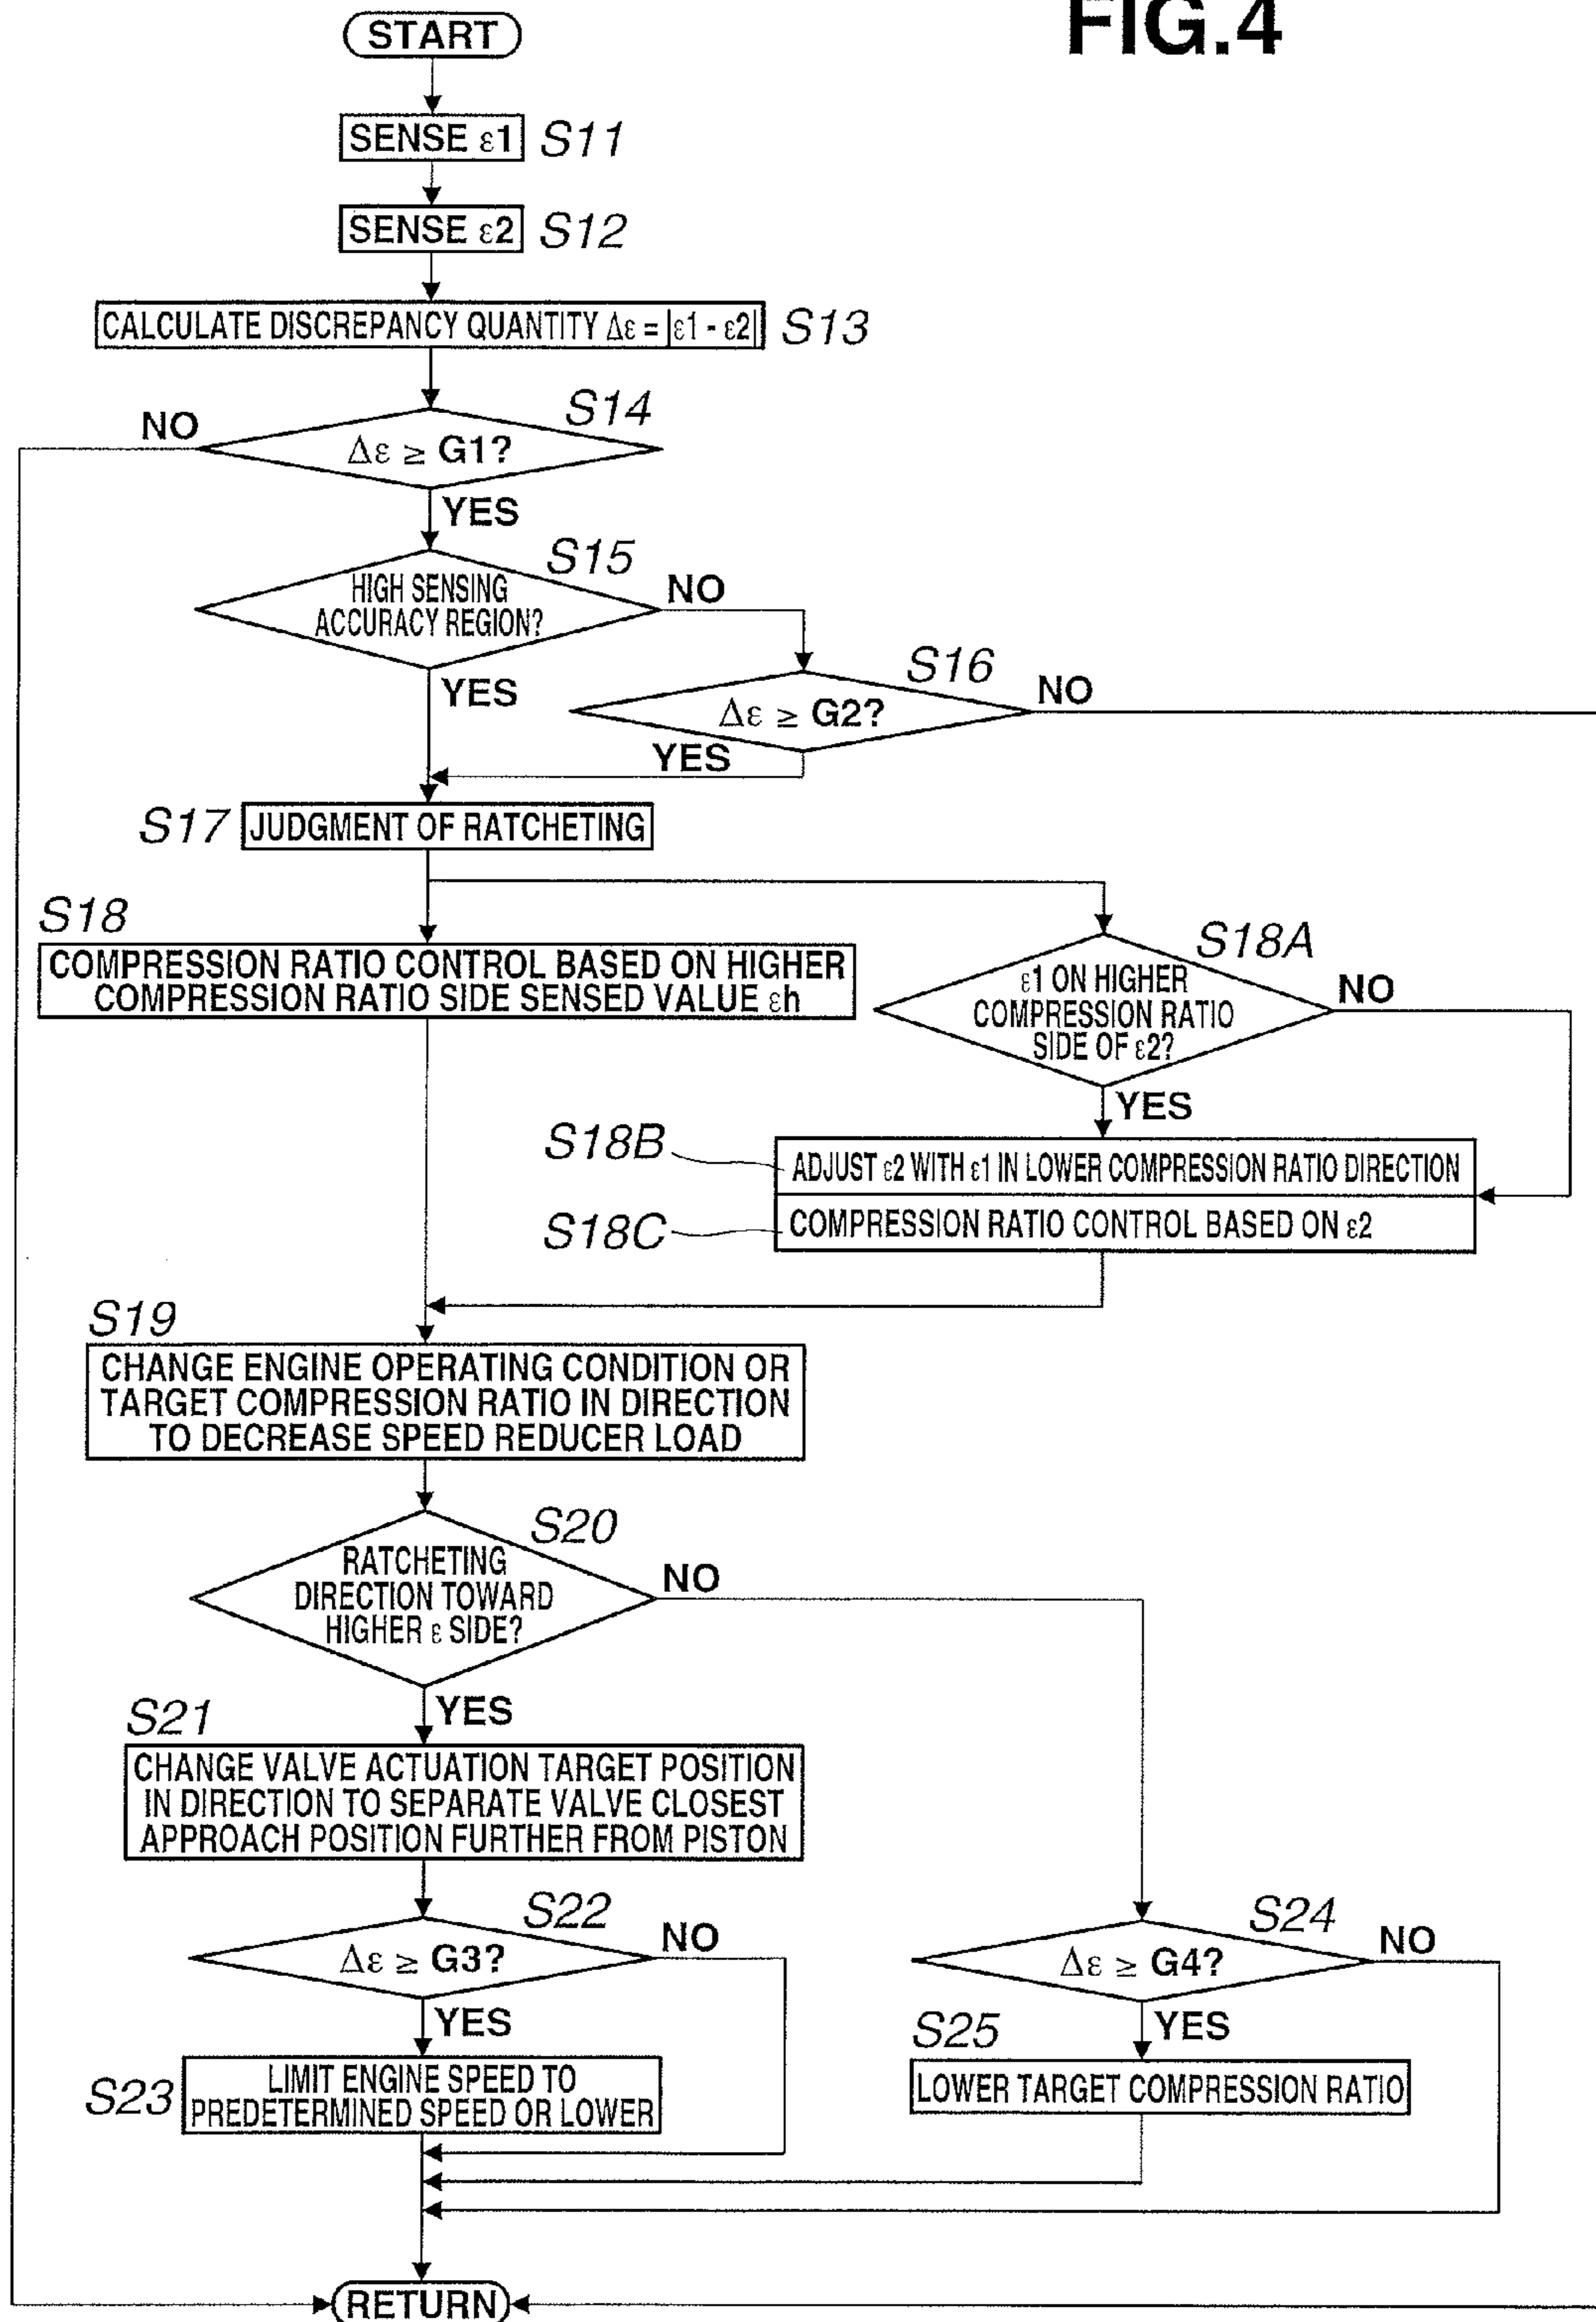 FIG.4
START
SENSE ε1 S11
SENSE ε2 S12
CALCULATE DISCREPANCY QUANTITY Δε = |ε1 - ε2| S13
S14
NO
Δε ≥ G1?
YES
S15
HIGH SENSING
ACCURACY REGION?
NO
YES
S16
NO
Δε ≥ G2?
YES
S17 JUDGMENT OF RATCHETING
S18
COMPRESSION RATIO CONTROL BASED ON HIGHER
COMPRESSION RATIO SIDE SENSED VALUE εh
S18A
ε1 ON HIGHER
COMPRESSION RATIO
SIDE OF ε2?
NO
YES
S18B ADJUST ε2 WITH ε1 IN LOWER COMPRESSION RATIO DIRECTION
S18C COMPRESSION RATIO CONTROL BASED ON ε2
S19
CHANGE ENGINE OPERATING CONDITION OR
TARGET COMPRESSION RATIO IN DIRECTION
TO DECREASE SPEED REDUCER LOAD
S20
RATCHETING
DIRECTION TOWARD
HIGHER ε SIDE?
NO
YES
S21
CHANGE VALVE ACTUATION TARGET POSITION
IN DIRECTION TO SEPARATE VALVE CLOSEST
APPROACH POSITION FURTHER FROM PISTON
S22
Δε ≥ G3?
NO
YES
S23
LIMIT ENGINE SPEED TO
PREDETERMINED SPEED OR LOWER
S24
Δε ≥ G4?
NO
YES
S25
LOWER TARGET COMPRESSION RATIO
RETURN